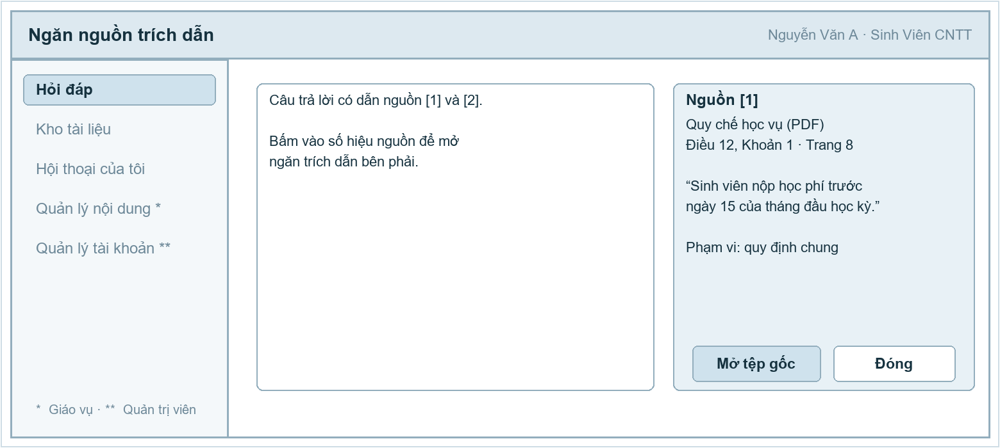 Ngăn nguồn trích dẫn
Nguyễn Văn A · Sinh Viên CNTT
Hỏi đáp
Kho tài liệu
Hội thoại của tôi
Quản lý nội dung *
Quản lý tài khoản **
* Giáo vụ · ** Quản trị viên
Câu trả lời có dẫn nguồn [1] và [2].
Bấm vào số hiệu nguồn để mở
ngăn trích dẫn bên phải.
Nguồn [1]
Quy chế học vụ (PDF)
Điều 12, Khoản 1 · Trang 8
“Sinh viên nộp học phí trước
ngày 15 của tháng đầu học kỳ.”
Phạm vi: quy định chung
Mở tệp gốc
Đóng